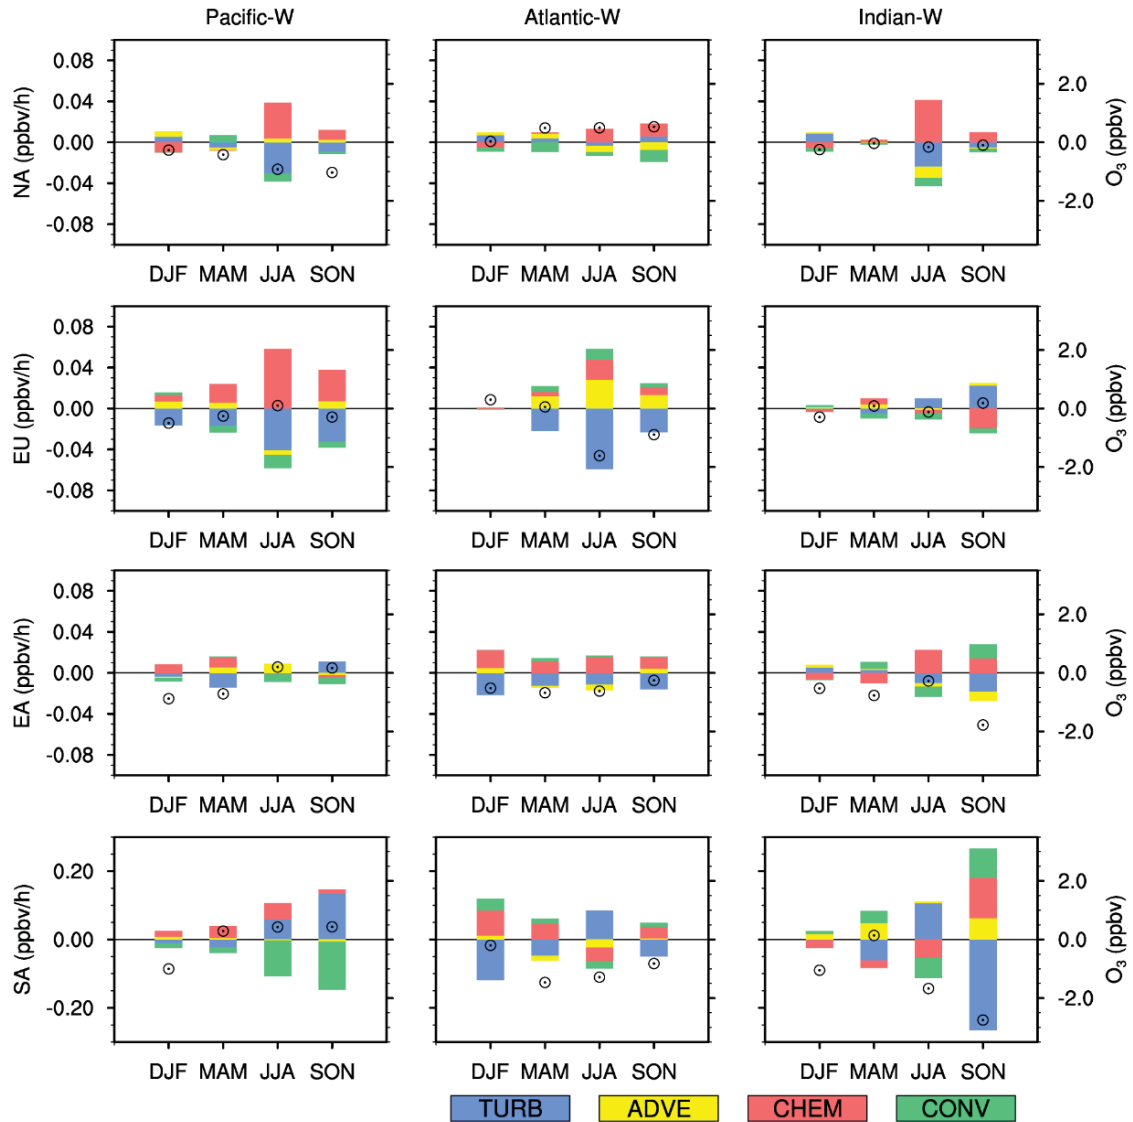 Pacific-W Atlantic-W Indian-W
NA (ppbv/h)
0.08
0.04
0.00
-0.04
-0.08
DJF MAM JJA SON
DJF MAM JJA SON
DJF MAM JJA SON
2.0
0.0
-2.0
O3 (ppbv)
EU (ppbv/h)
0.08
0.04
0.00
-0.04
-0.08
DJF MAM JJA SON
DJF MAM JJA SON
DJF MAM JJA SON
2.0
0.0
-2.0
O3 (ppbv)
EA (ppbv/h)
0.08
0.04
0.00
-0.04
-0.08
DJF MAM JJA SON
DJF MAM JJA SON
DJF MAM JJA SON
2.0
0.0
-2.0
O3 (ppbv)
SA (ppbv/h)
0.20
0.00
-0.20
DJF MAM JJA SON
DJF MAM JJA SON
DJF MAM JJA SON
2.0
0.0
-2.0
O3 (ppbv)
TURB ADVE CHEM CONV